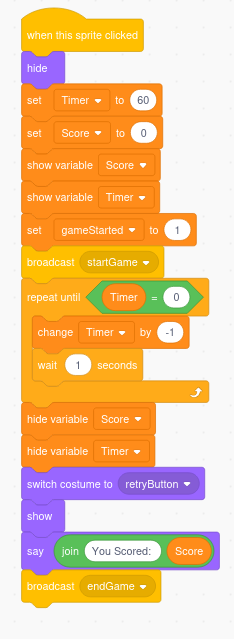 when this sprite clicked
hide
set Timer to 60
set Score to 0
show variable Score
show variable Timer
set gameStarted to 1
broadcast startGame
repeat until Timer = 0
change Timer by -1
wait 1 seconds
hide variable Score
hide variable Timer
switch costume to retryButton
show
say join You Scored: Score
broadcast endGame